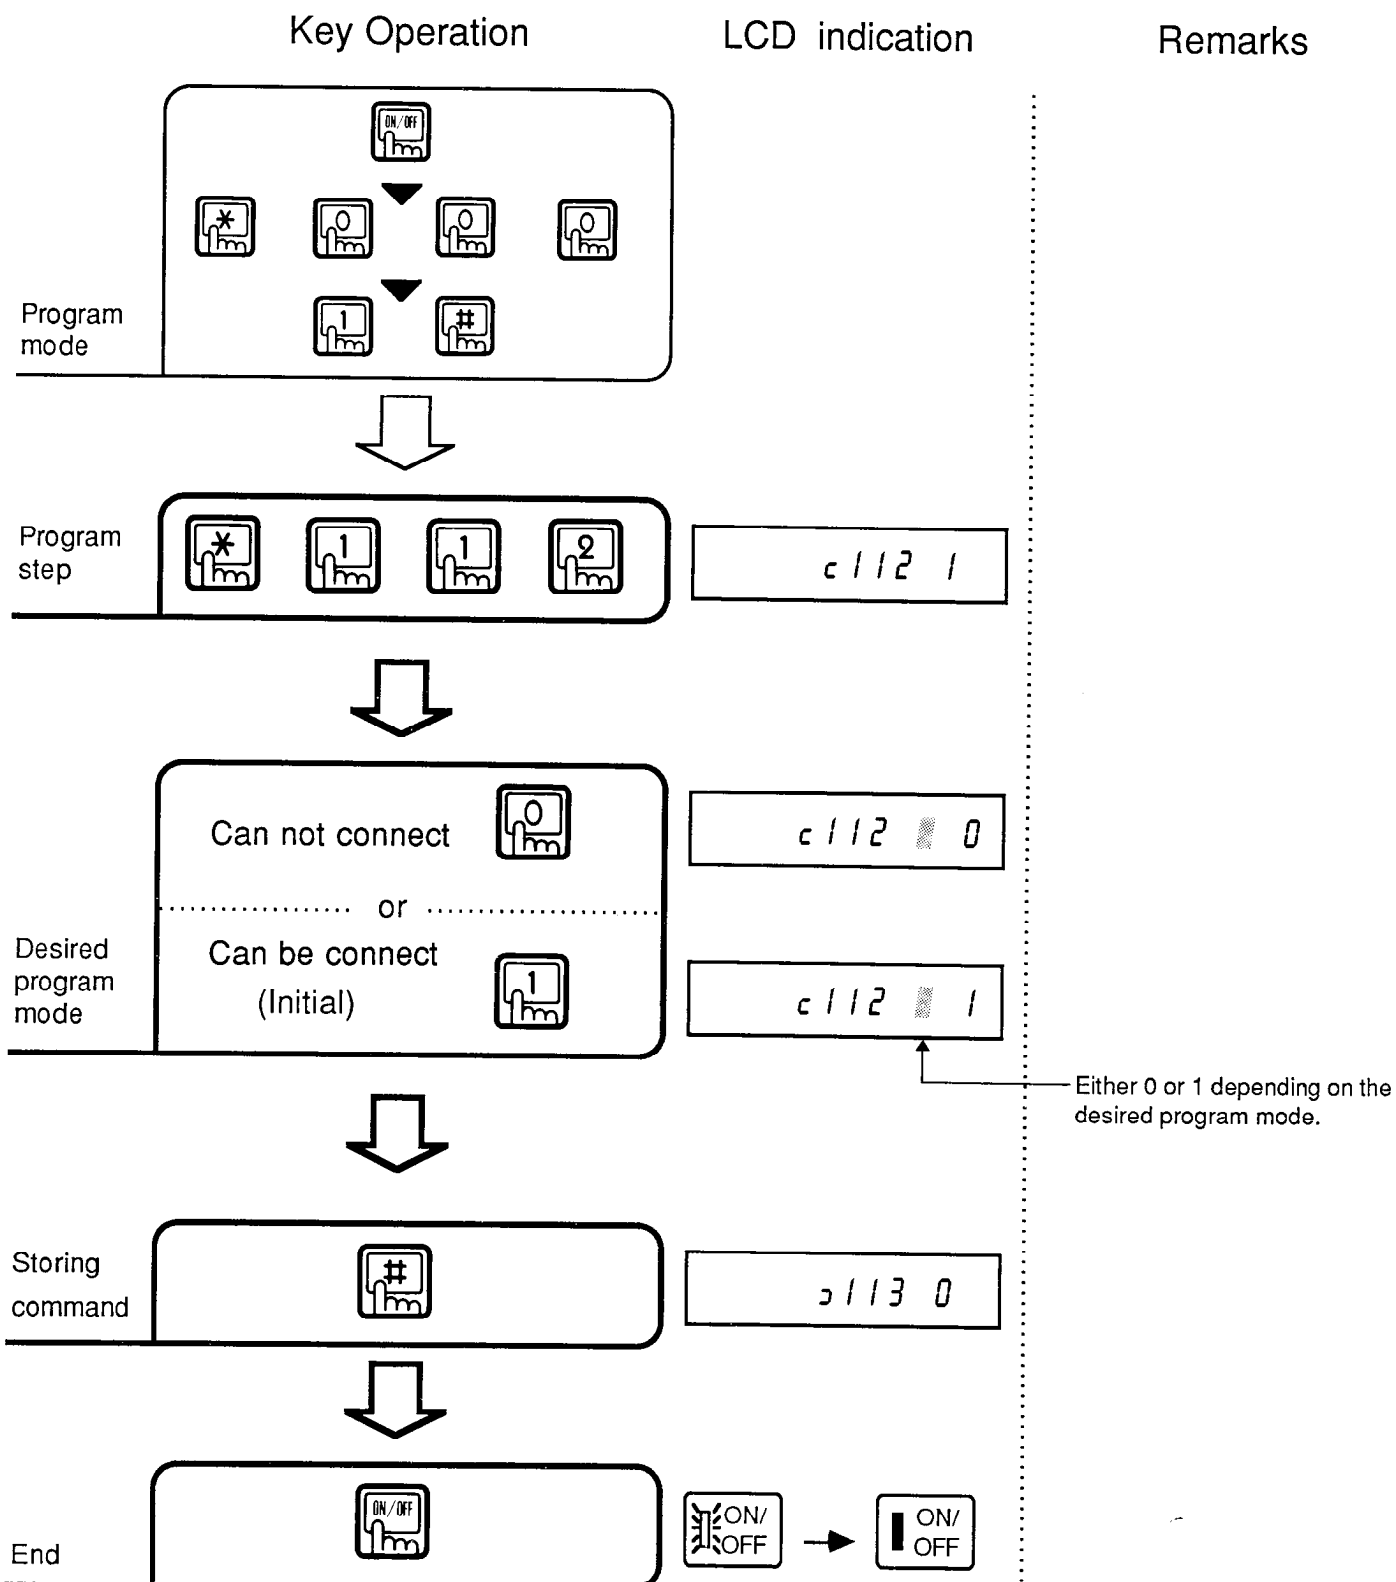 Key Operation LCD indication Remarks
ON/OFF
* 0 0 0
1 #
Program
mode
Program
step
* 1 1 2
c112 1
Can not connect 0
c112 0
or
Desired
program
mode
Can be connect
(Initial)
1
c112 1
Either 0 or 1 depending on the
desired program mode.
Storing
command
#
ɔ113 0
End
ON/OFF
ON/
OFF
ON/
OFF